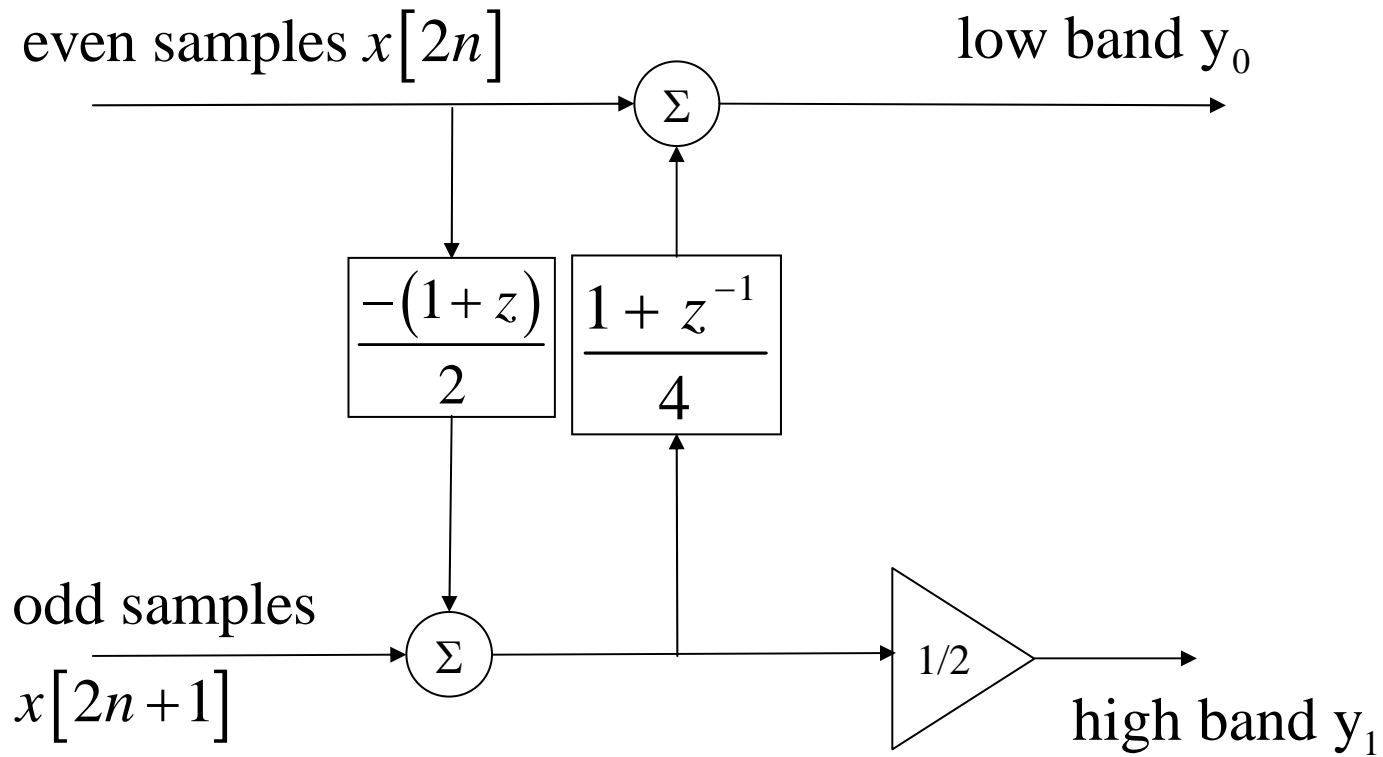 even samples x[2n]
low band y₀
Σ
−(1 + z)
2
1 + z⁻¹
4
odd samples
x[2n+1]
Σ
1/2
high band y₁